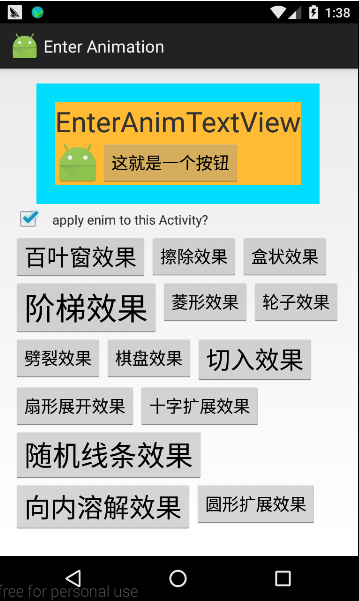 1:38
Enter Animation
EnterAnimTextView
这就是一个按钮
apply enim to this Activity?
百叶窗效果 擦除效果 盒状效果
阶梯效果 菱形效果 轮子效果
劈裂效果 棋盘效果 切入效果
扇形展开效果 十字扩展效果
随机线条效果
向内溶解效果 圆形扩展效果
free for personal use